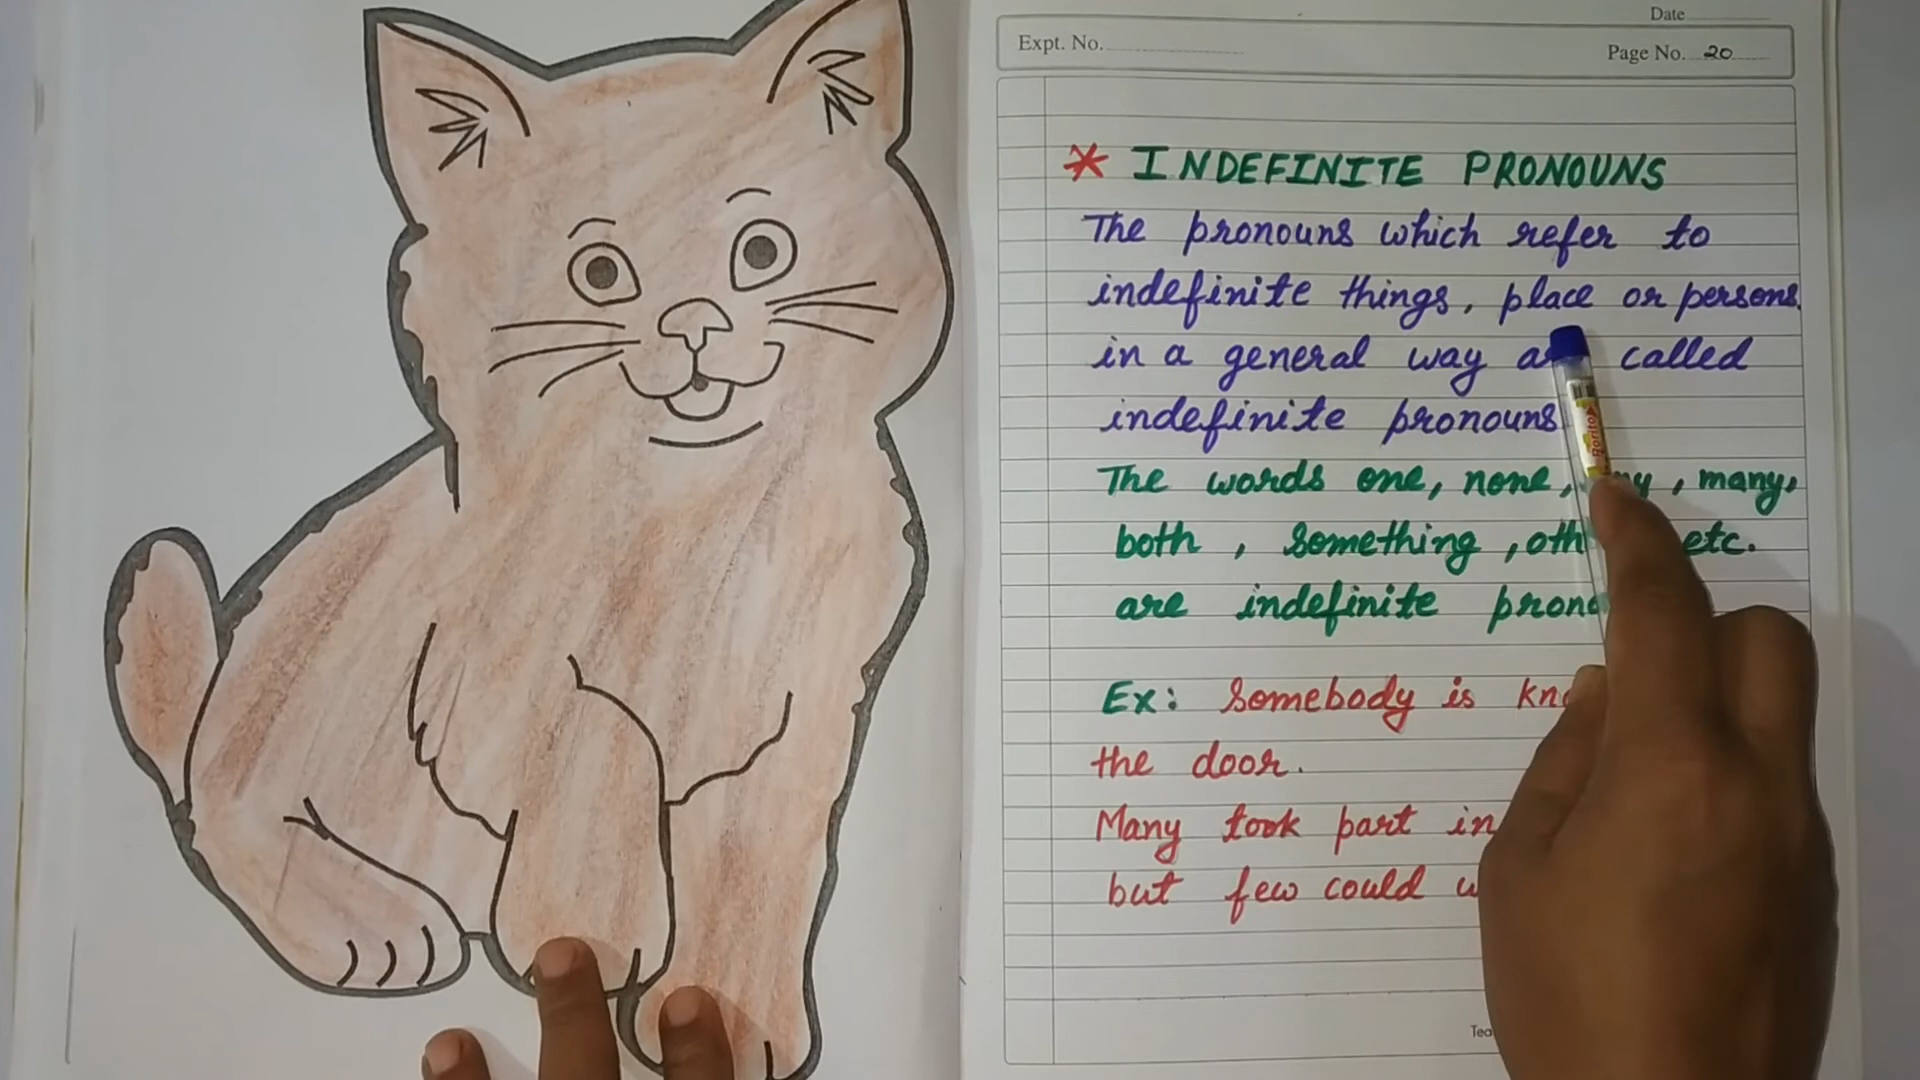 Date
Expt. No.
Page No. 20
* INDEFINITE PRONOUNS
The pronouns which refer to
indefinite things, place or persons.
in a general way called
indefinite pronouns
The words one, none, , many,
both, something, etc.
are indefinite
Ex: Somebody is
the door.
Many took part in
but few could